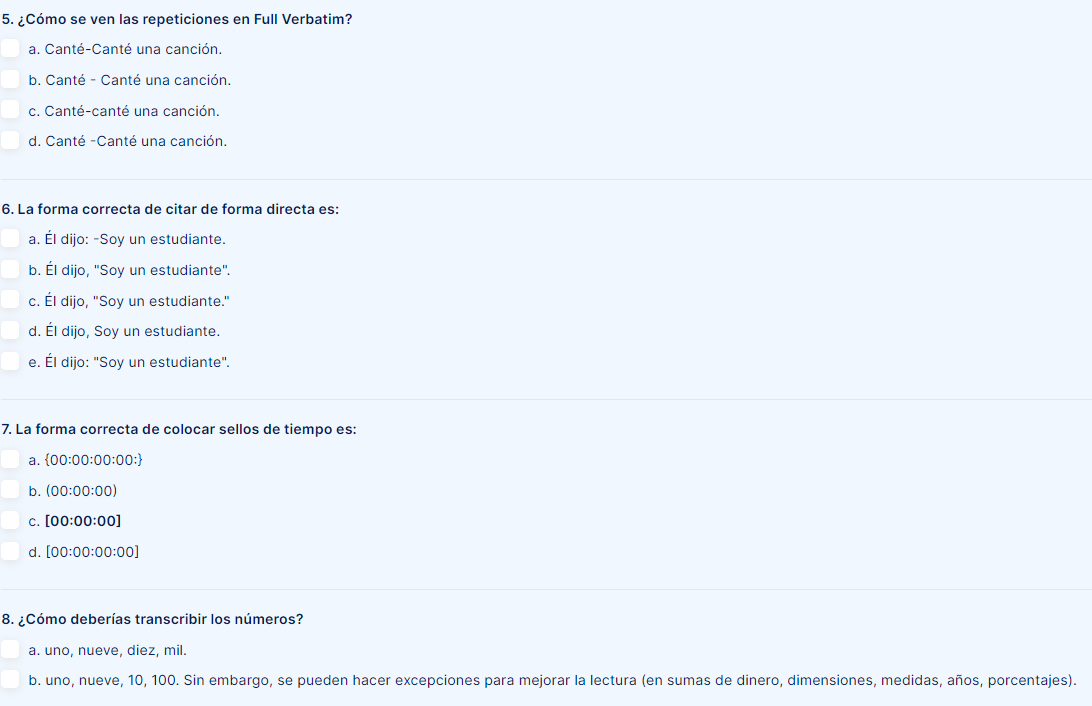 5. ¿Cómo se ven las repeticiones en Full Verbatim?
a. Canté-Canté una canción.
b. Canté - Canté una canción.
c. Canté-canté una canción.
d. Canté -Canté una canción.
6. La forma correcta de citar de forma directa es:
a. Él dijo: -Soy un estudiante.
b. Él dijo, "Soy un estudiante".
c. Él dijo, "Soy un estudiante."
d. Él dijo, Soy un estudiante.
e. Él dijo: "Soy un estudiante".
7. La forma correcta de colocar sellos de tiempo es:
a. {00:00:00:00:}
b. (00:00:00)
c. [00:00:00]
d. [00:00:00:00]
8. ¿Cómo deberías transcribir los números?
a. uno, nueve, diez, mil.
b. uno, nueve, 10, 100. Sin embargo, se pueden hacer excepciones para mejorar la lectura (en sumas de dinero, dimensiones, medidas, años, porcentajes).